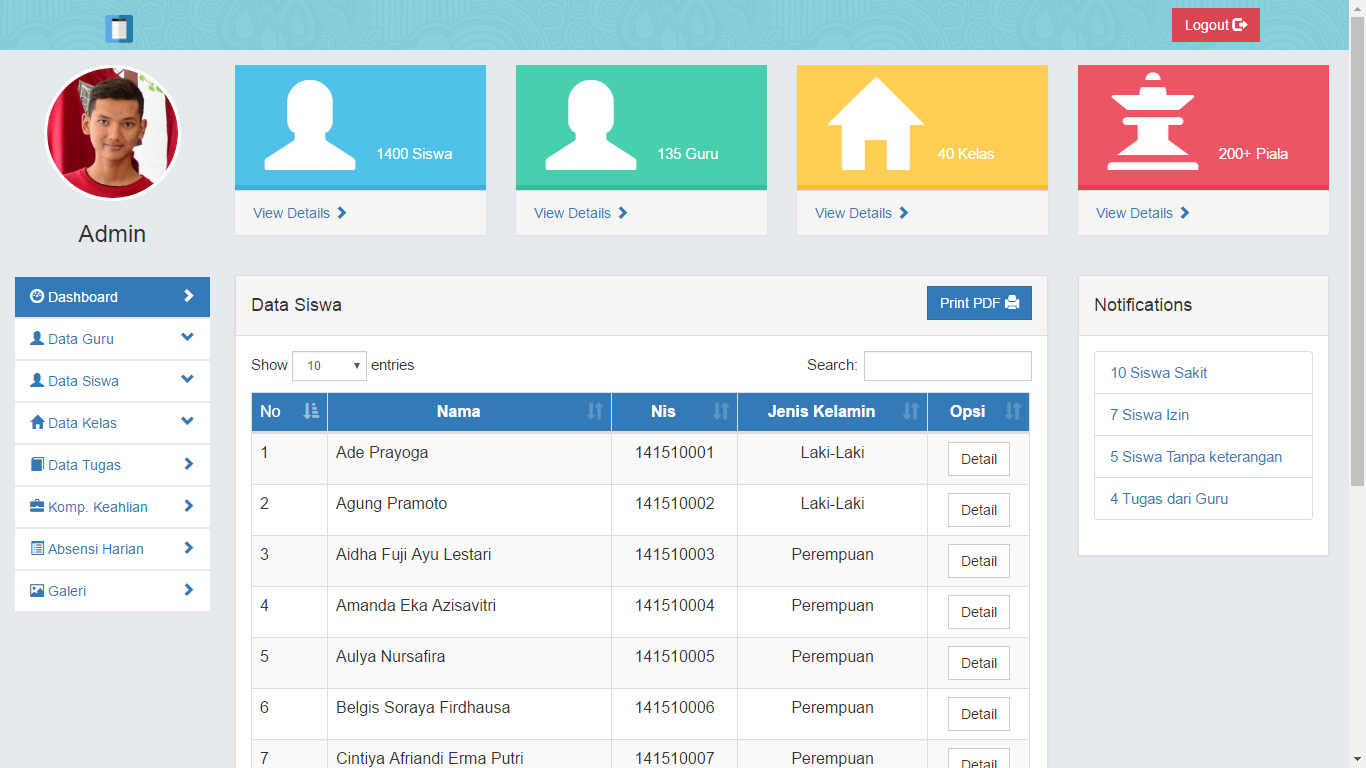 Logout
Admin
1400 Siswa
135 Guru
40 Kelas
200+ Piala
View Details
View Details
View Details
View Details
Dashboard
Data Guru
Data Siswa
Data Kelas
Data Tugas
Komp. Keahlian
Absensi Harian
Galeri
Data Siswa
Print PDF
Show 10 entries
Search:
No Nama Nis Jenis Kelamin Opsi
1 Ade Prayoga 141510001 Laki-Laki Detail
2 Agung Pramoto 141510002 Laki-Laki Detail
3 Aidha Fuji Ayu Lestari 141510003 Perempuan Detail
4 Amanda Eka Azisavitri 141510004 Perempuan Detail
5 Aulya Nursafira 141510005 Perempuan Detail
6 Belgis Soraya Firdhausa 141510006 Perempuan Detail
7 Cintiya Afriandi Erma Putri 141510007 Perempuan Detail
Notifications
10 Siswa Sakit
7 Siswa Izin
5 Siswa Tanpa keterangan
4 Tugas dari Guru